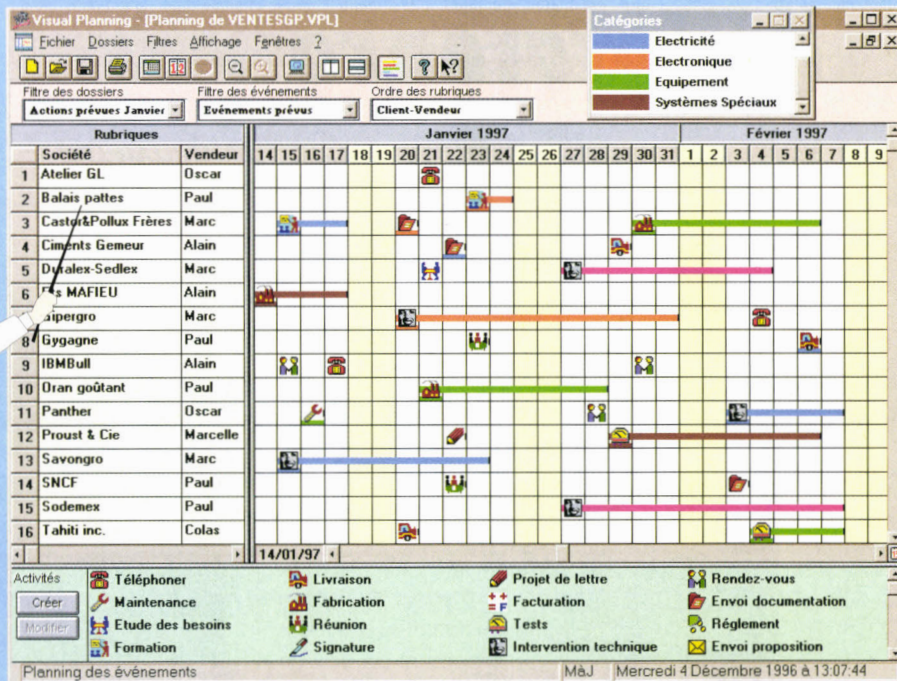 Visual Planning - [Planning de VENTESGP.VPL]
Fichier Dossiers Filtres Affichage Fenêtres ?
Catégories
Electricité
Electronique
Equipement
Systèmes Spéciaux
Filtre des dossiers Filtre des événements Ordre des rubriques
Actions prévues Janvier Evénements prévus Client-Vendeur
Rubriques Janvier 1997 Février 1997
Société Vendeur 14 15 16 17 18 19 20 21 22 23 24 25 26 27 28 29 30 31 1 2 3 4 5 6 7 8 9
1 Atelier GL Oscar
2 Balais pattes Paul
3 Castor&Pollux Frères Marc
4 Ciments Gemeur Alain
5 Duralex-Sedlex Marc
6 MAFIEU Alain
Marc
8 Gygagne Paul
9 IBMBull Alain
10 Oran goûtant Paul
11 Panther Oscar
12 Proust & Cie Marcelle
13 Savongro Marc
14 SNCF Paul
15 Sodemex Paul
16 Tahiti inc. Colas
14/01/97
Activités
Créer
Modifier
Téléphoner Livraison Projet de lettre Rendez-vous
Maintenance Fabrication Facturation Envoi documentation
Etude des besoins Réunion Tests Réglement
Formation Signature Intervention technique Envoi proposition
Planning des événements MàJ Mercredi 4 Décembre 1996 à 13:07:44